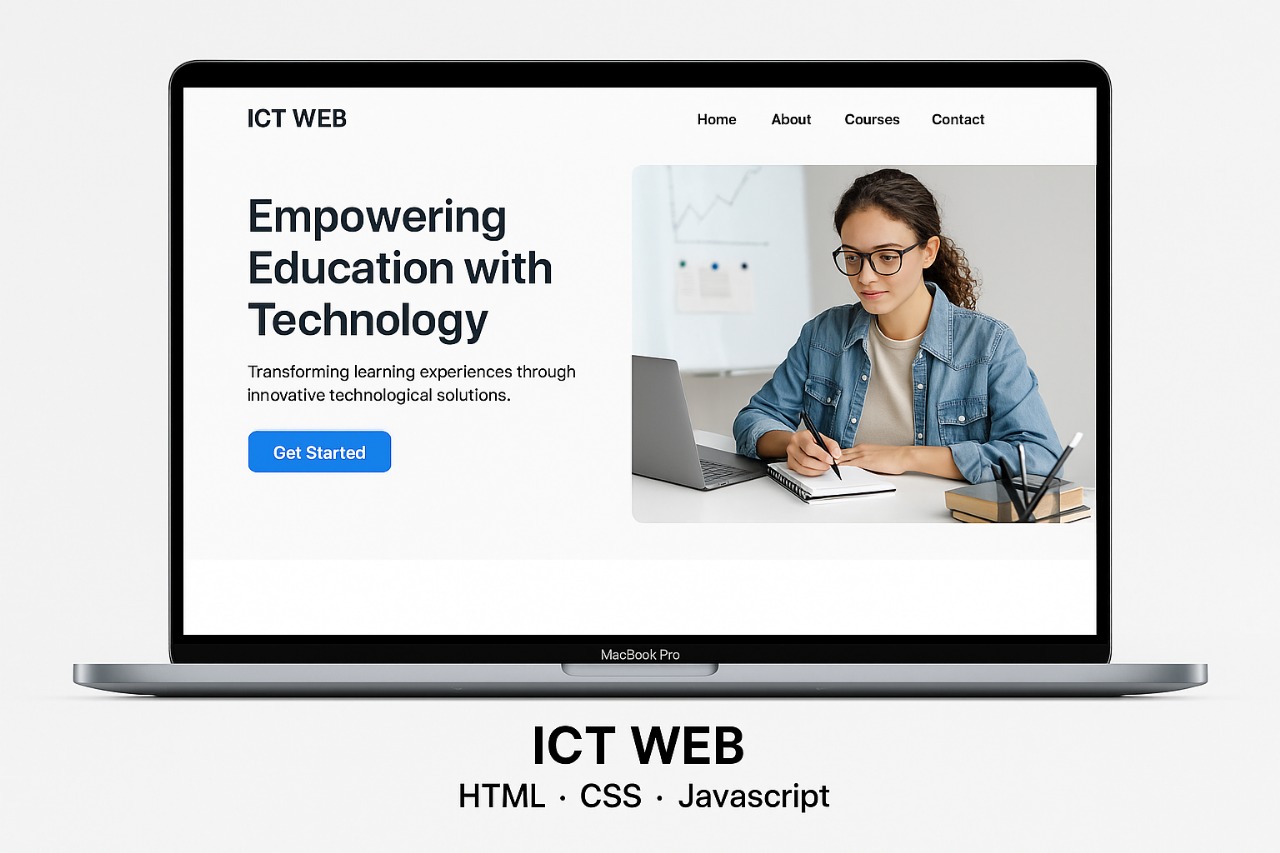 ICT WEB
Home About Courses Contact
Empowering
Education with
Technology
Transforming learning experiences through
innovative technological solutions.
Get Started
MacBook Pro
ICT WEB
HTML · CSS · Javascript